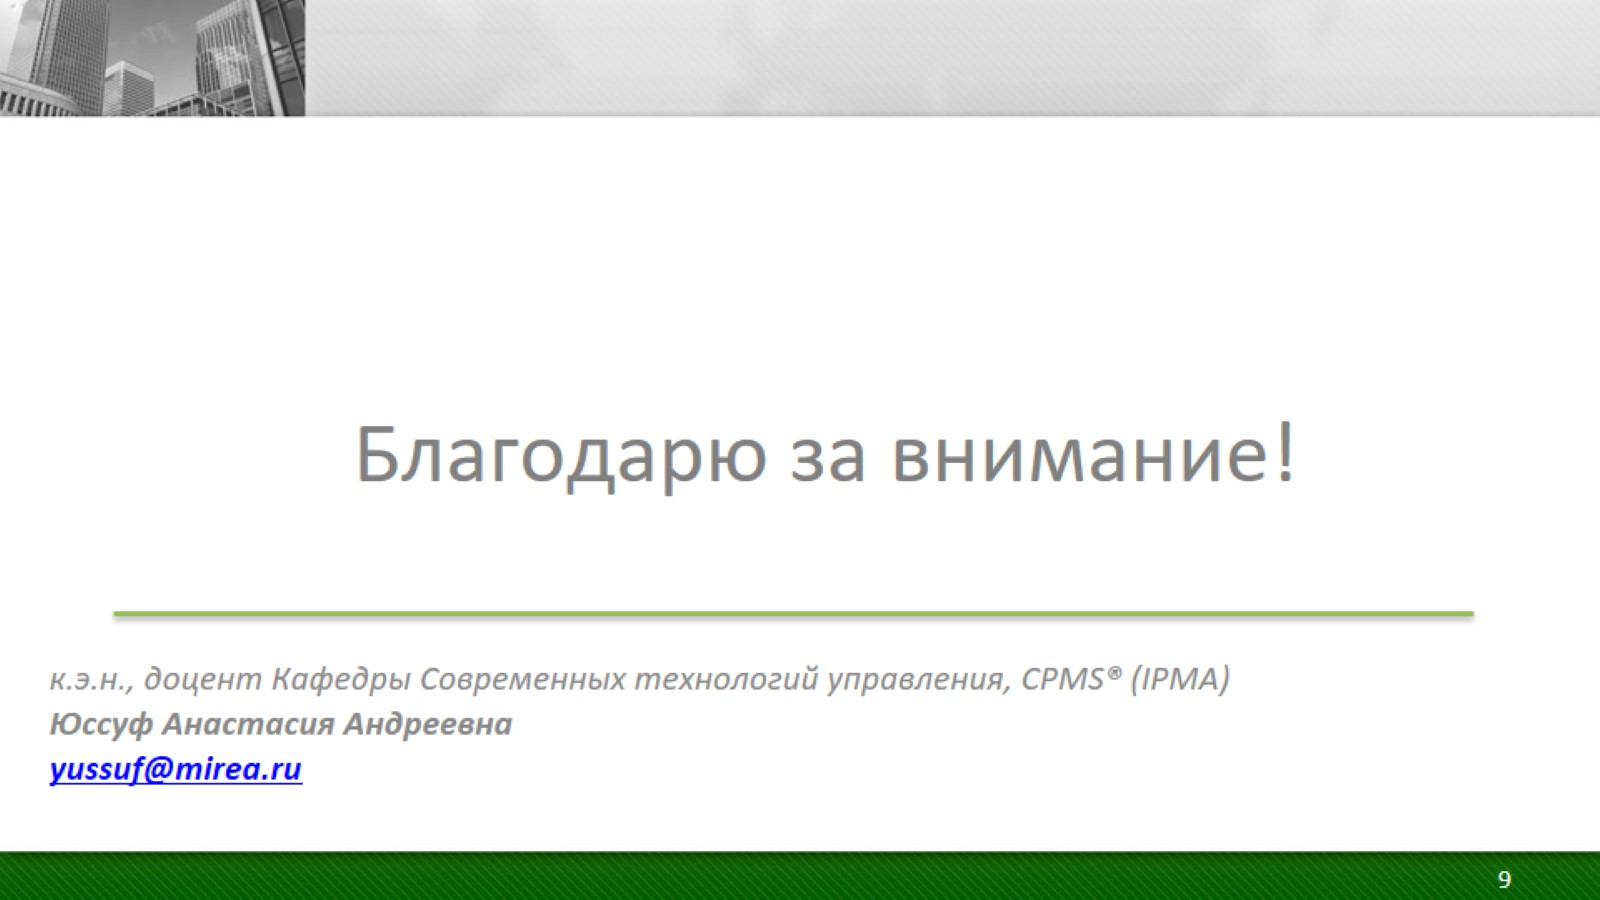 Благодарю за внимание!
к.э.н., доцент Кафедры Современных технологий управления, CPMS® (IPMA)
Юссуф Анастасия Андреевна
yussuf@mirea.ru
9